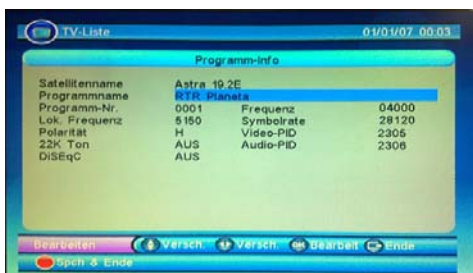 TV-Liste 01/01/07 00:03
Programm-Info
Satellitenname Astra 19.2E
Programmname RTR Planeta
Programm-Nr. 0001 Frequenz 04000
Lok. Frequenz 5150 Symbolrate 28120
Polarität H Video-PID 2305
22K Ton AUS Audio-PID 2306
DiSEqC AUS
Bearbeiten Versch. Versch. OK Bearbeit Ende
Spch & Ende